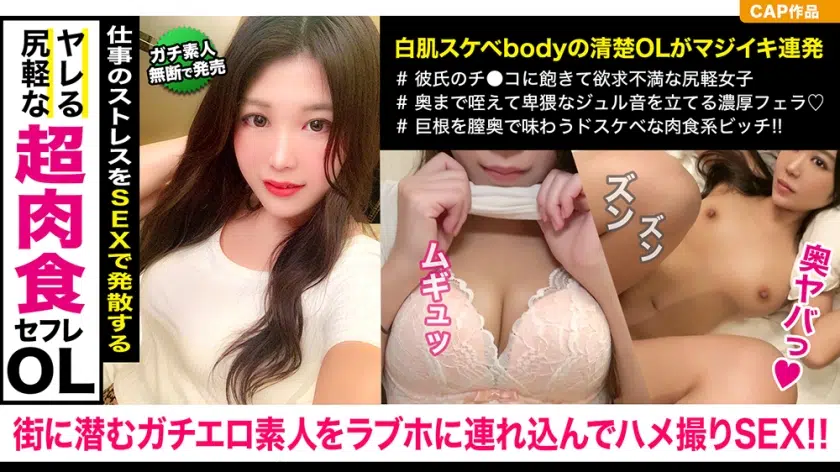 CAP作品
ヤレる
尻軽な
超肉食
セフレ
OL
仕事のストレスをSEXで発散する
ガチ素人
無断で発売
白肌スケベbodyの清楚OLがマジイキ連発
# 彼氏のチ●コに飽きて欲求不満な尻軽女子
# 奥まで咥えて卑猥なジュル音を立てる濃厚フェラ♡
# 巨根を膣奥で味わうドスケベな肉食系ビッチ!!
ムギュッ
ズン
ズン
奥ヤバっ♥
街に潜むガチエロ素人をラブホに連れ込んでハメ撮りSEX!!